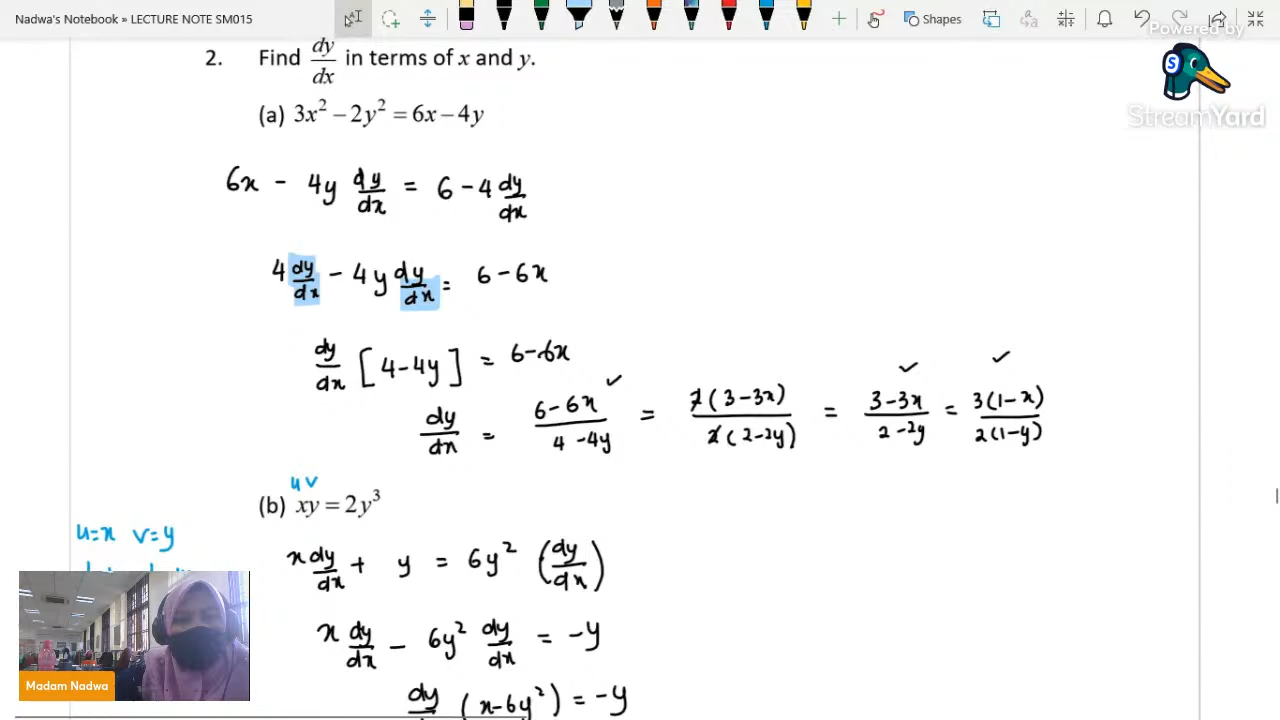 Nadwa's Notebook » LECTURE NOTE SM015
Shapes
Powered by
StreamYard
2. Find dy/dx in terms of x and y.
(a) 3x² − 2y² = 6x − 4y
6x − 4y dy/dx = 6 − 4 dy/dx
4 dy/dx − 4y dy/dx = 6 − 6x
dy/dx [4 − 4y] = 6 − 6x
dy/dx = (6 − 6x)/(4 − 4y) ✓ = 2(3 − 3x)/2(2 − 2y) = (3 − 3x)/(2 − 2y) ✓ = 3(1 − x)/2(1 − y) ✓
u v
(b) xy = 2y³
u = x v = y
x dy/dx + y = 6y² (dy/dx)
x dy/dx − 6y² dy/dx = −y
dy (x − 6y²) = −y
Madam Nadwa